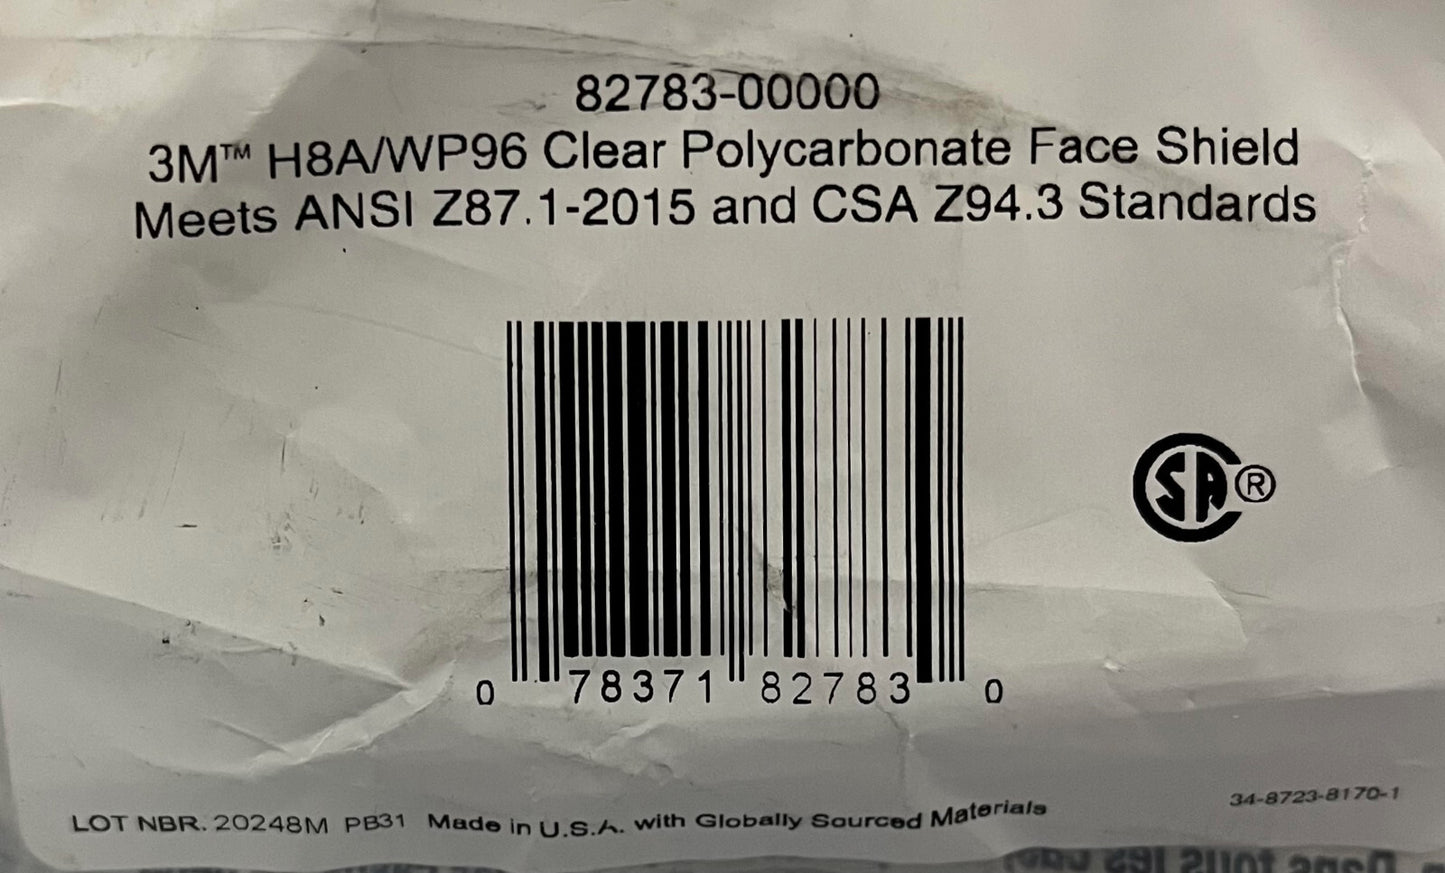 82783-00000
3M™ H8A/WP96 Clear Polycarbonate Face Shield
Meets ANSI Z87.1-2015 and CSA Z94.3 Standards
SA®
0 78371 82783 0
34-8723-8170-1
LOT NBR. 20248M PB31 Made in U.S.A. with Globally Sourced Materials